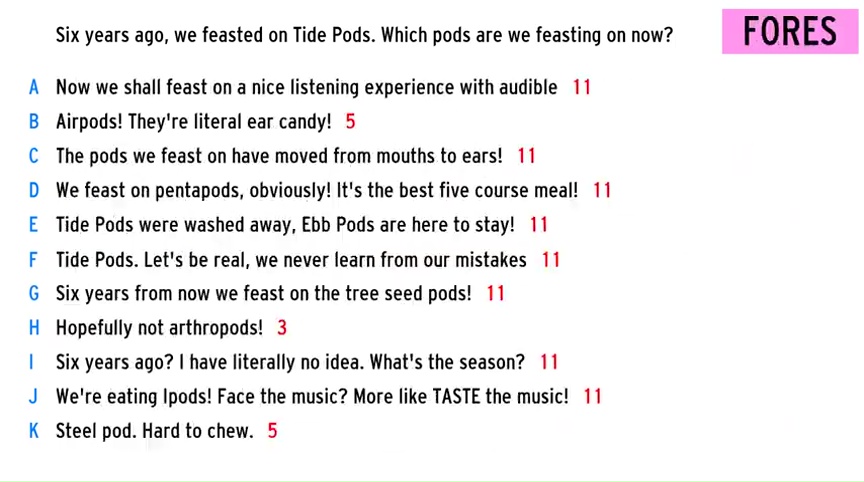 Six years ago, we feasted on Tide Pods. Which pods are we feasting on now?
FORES
A Now we shall feast on a nice listening experience with audible 11
B Airpods! They're literal ear candy! 5
C The pods we feast on have moved from mouths to ears! 11
D We feast on pentapods, obviously! It's the best five course meal! 11
E Tide Pods were washed away, Ebb Pods are here to stay! 11
F Tide Pods. Let's be real, we never learn from our mistakes 11
G Six years from now we feast on the tree seed pods! 11
H Hopefully not arthropods! 3
I Six years ago? I have literally no idea. What's the season? 11
J We're eating Ipods! Face the music? More like TASTE the music! 11
K Steel pod. Hard to chew. 5